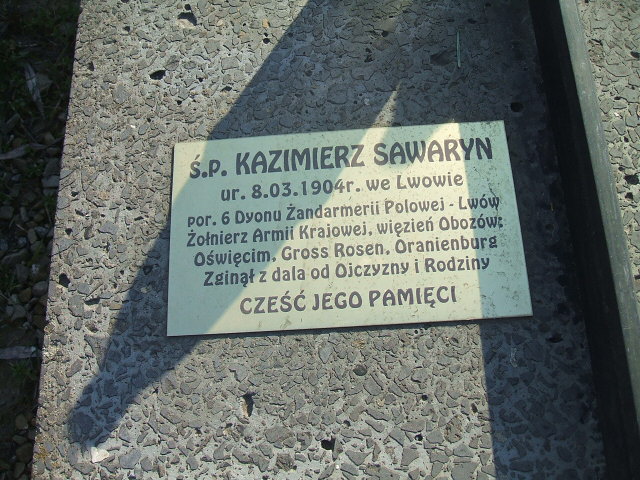 Ś.P. KAZIMIERZ SAWARYN
ur. 8.03.1904r. we Lwowie
por. 6 Dyonu Żandarmerii Polowej - Lwów
Żołnierz Armii Krajowej, więzień Obozów:
Oświęcim, Gross Rosen, Oranienburg
Zginął z dala od Ojczyzny i Rodziny
CZEŚĆ JEGO PAMIĘCI